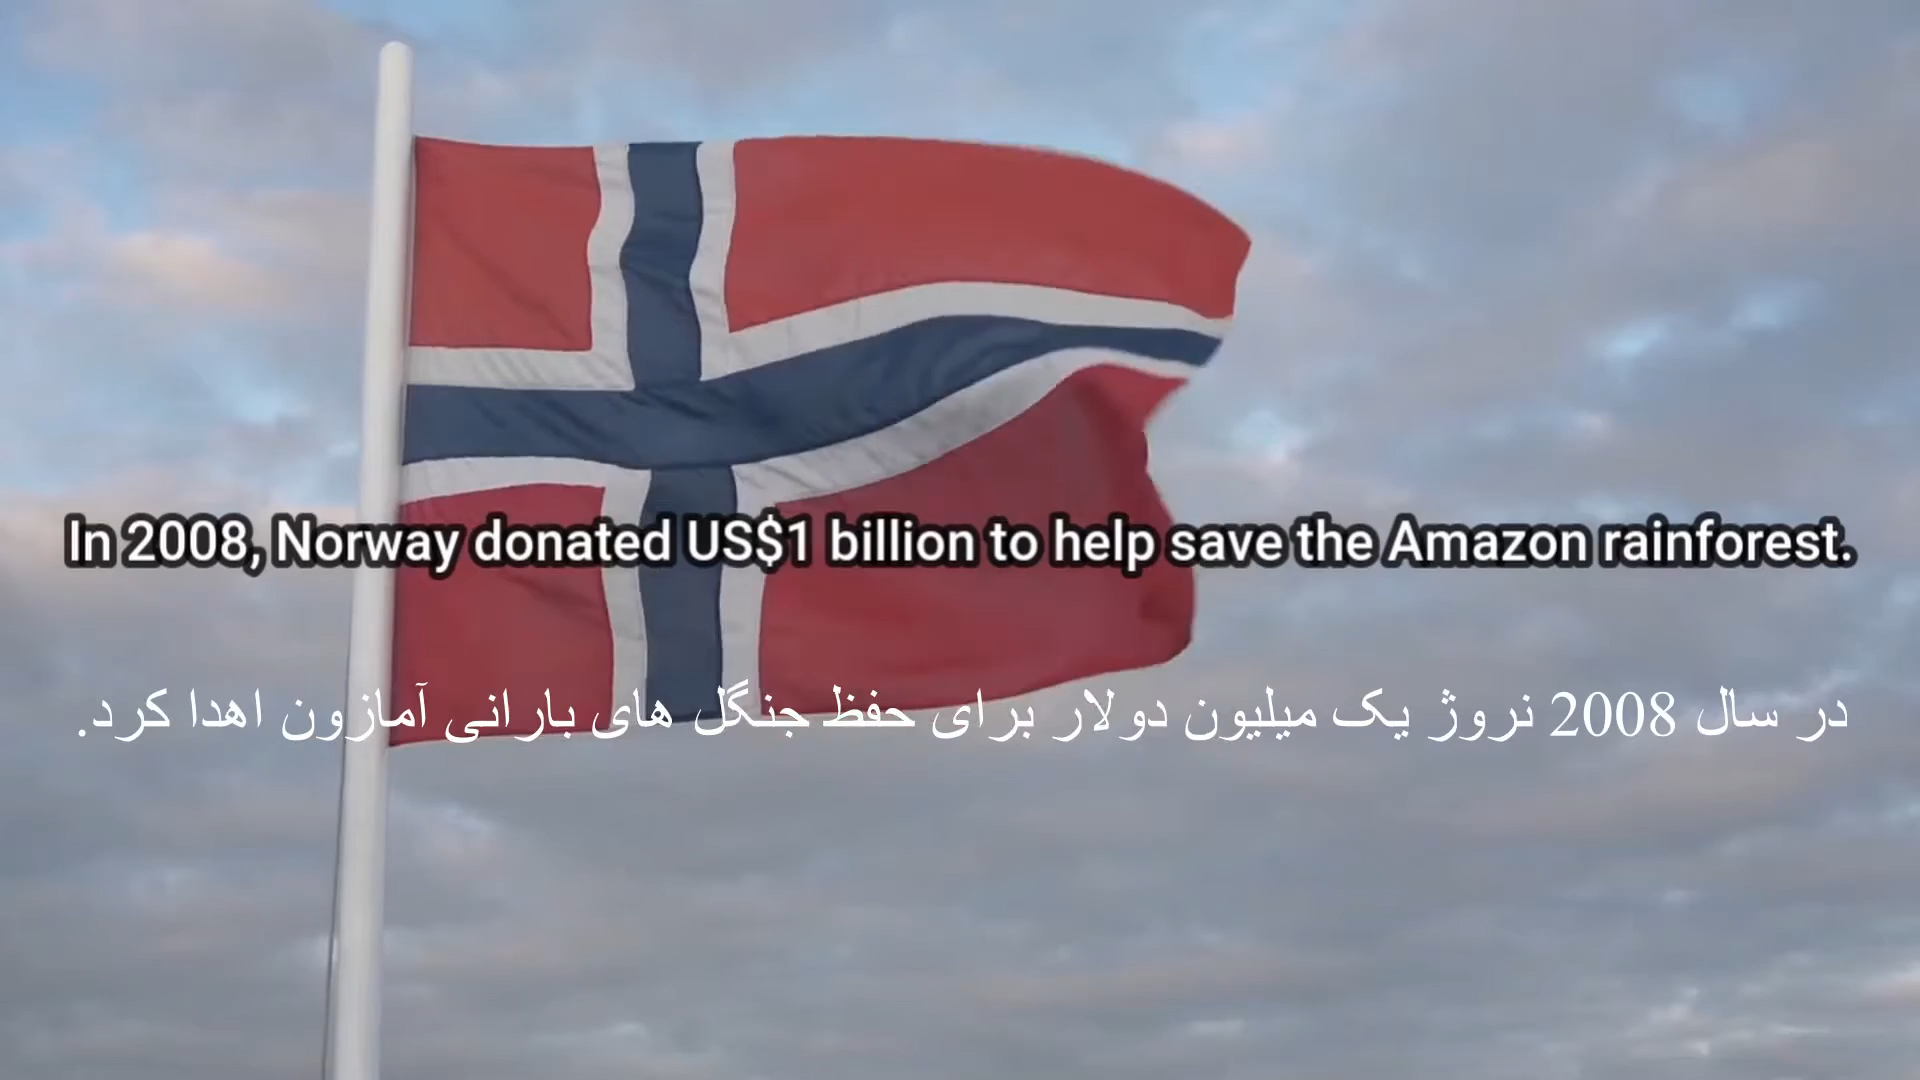 In 2008, Norway donated US$1 billion to help save the Amazon rainforest.
در سال 2008 نروژ یک میلیون دولار برای حفظ جنگل های بارانی آمازون اهدا کرد.